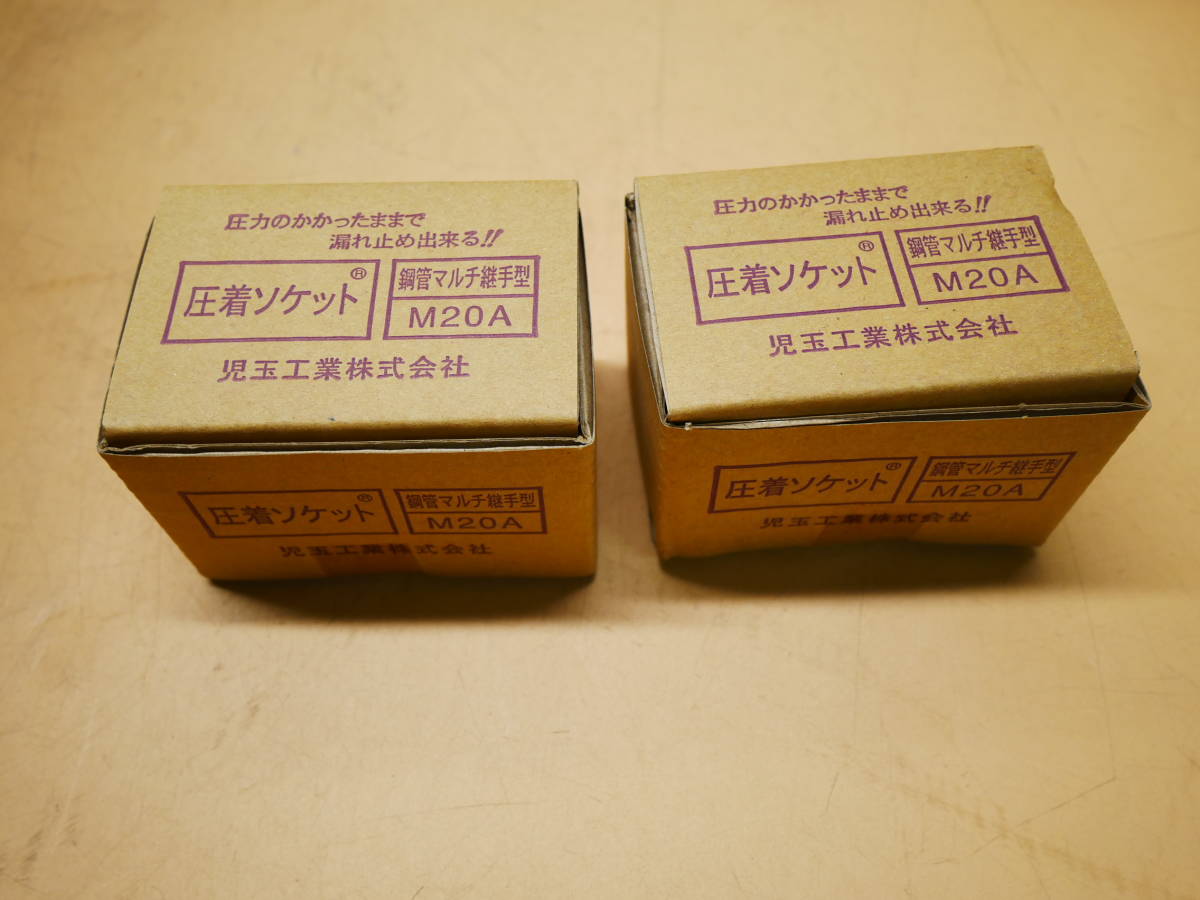 圧力のかかったままで
漏れ止め出来る!!
圧着ソケット®
鋼管マルチ継手型
M20A
児玉工業株式会社
圧着ソケット®
鋼管マルチ継手型
M20A
児玉工業株式会社
圧力のかかったままで
漏れ止め出来る!!
圧着ソケット®
鋼管マルチ継手型
M20A
児玉工業株式会社
圧着ソケット®
鋼管マルチ継手型
M20A
児玉工業株式会社